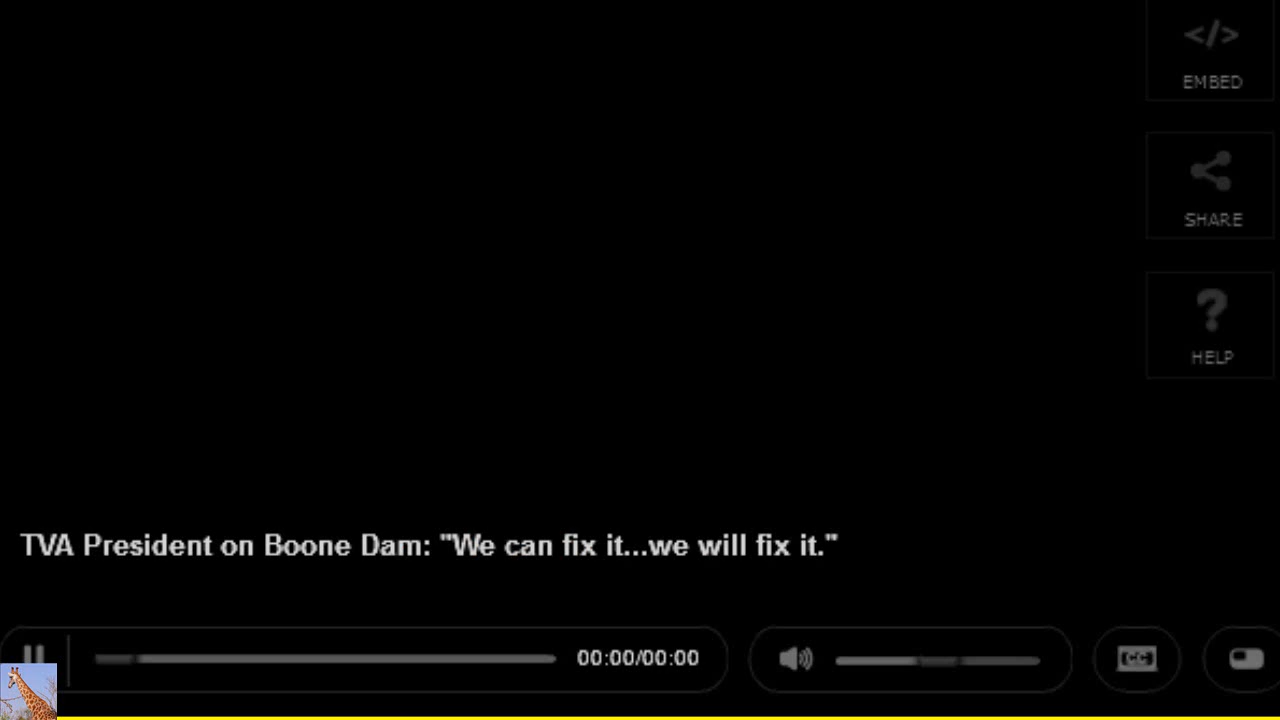 </>
EMBED
SHARE
?
HELP
TVA President on Boone Dam: "We can fix it...we will fix it."
00:00/00:00
CC